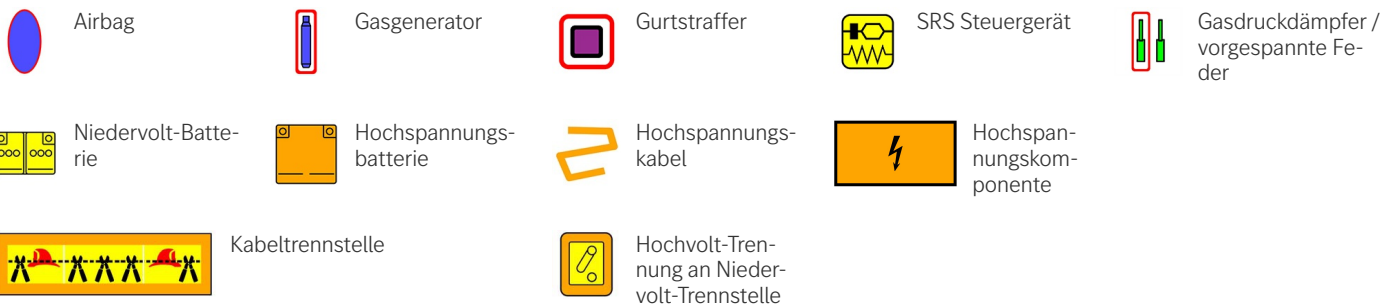 Airbag
Gasgenerator
Gurtstraffer
SRS Steuergerät
Gasdruckdämpfer /
vorgespannte Fe-
der
Niedervolt-Batte-
rie
Hochspannungs-
batterie
Hochspannungs-
kabel
Hochspan-
nungskom-
ponente
Kabeltrennstelle
Hochvolt-Tren-
nung an Nieder-
volt-Trennstelle